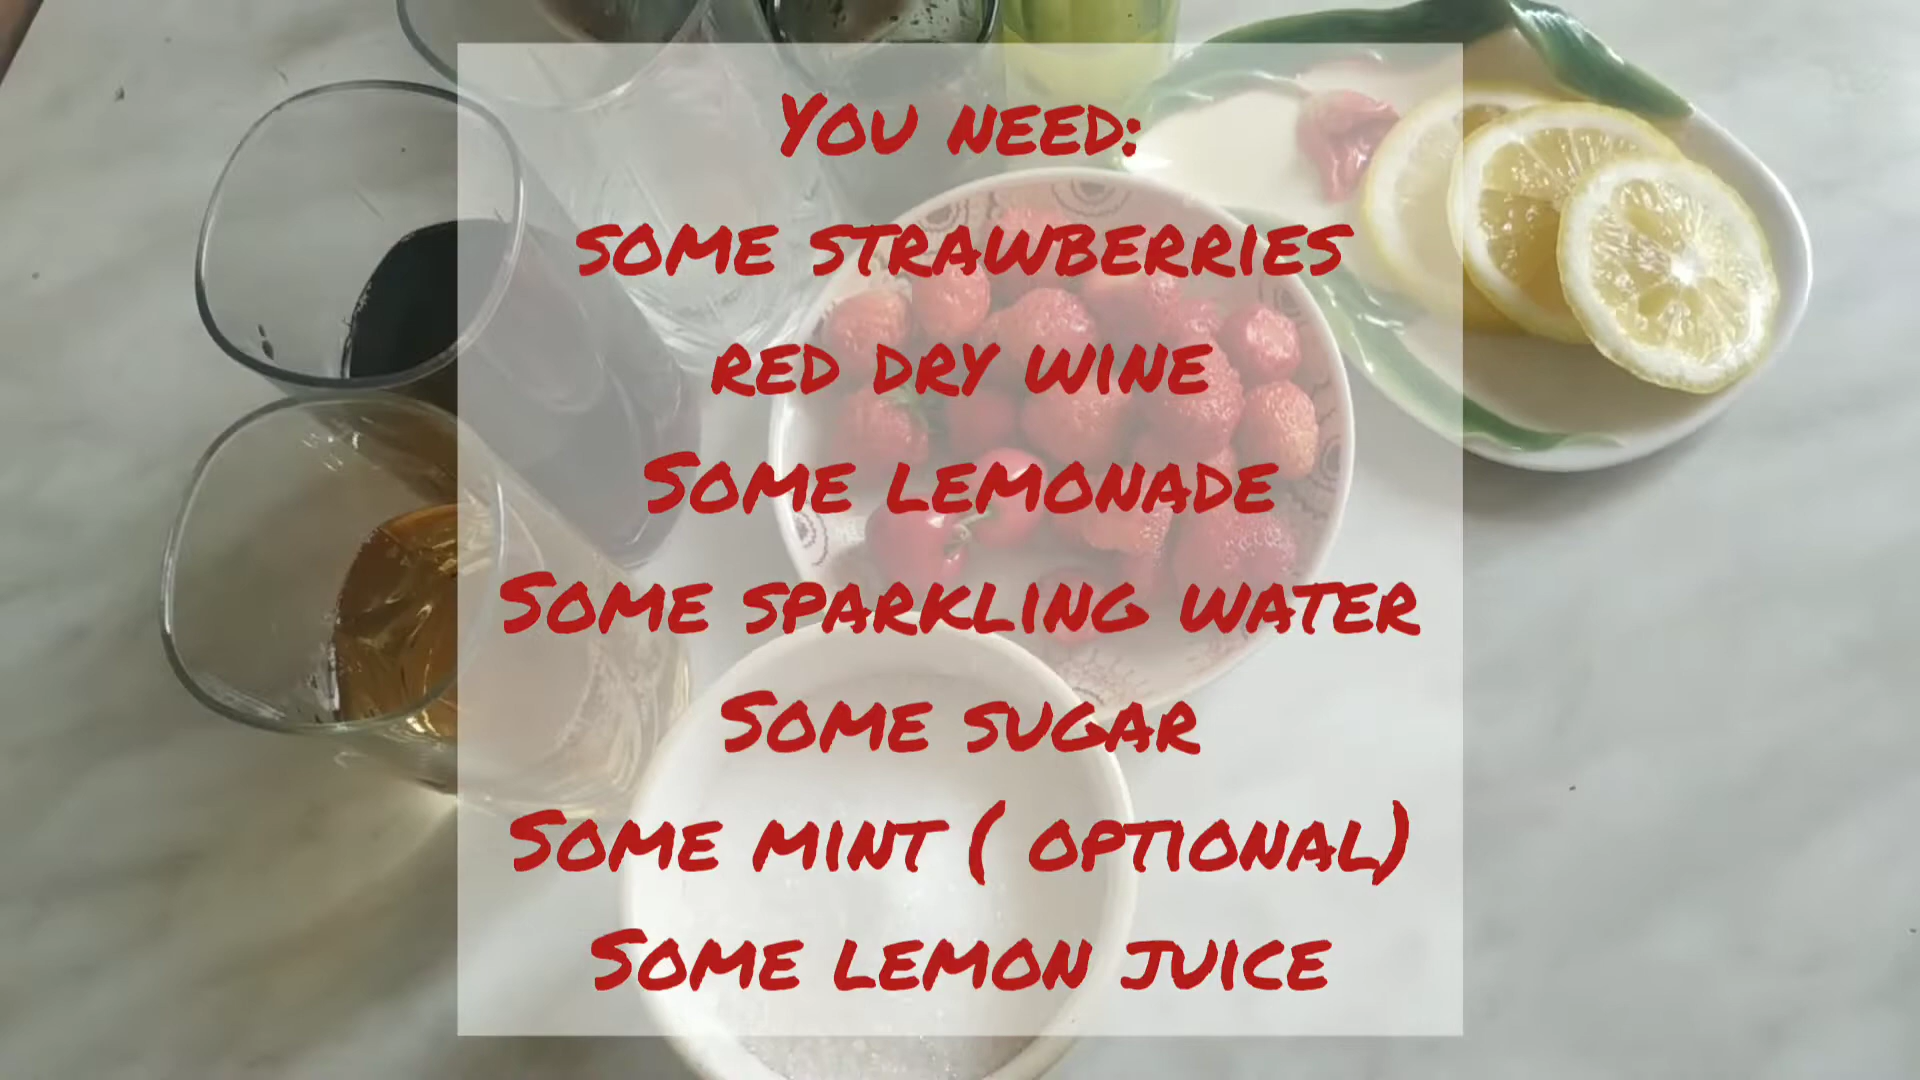 You need:
some strawberries
red dry wine
Some lemonade
Some sparkling water
Some sugar
Some mint ( optional)
Some lemon juice